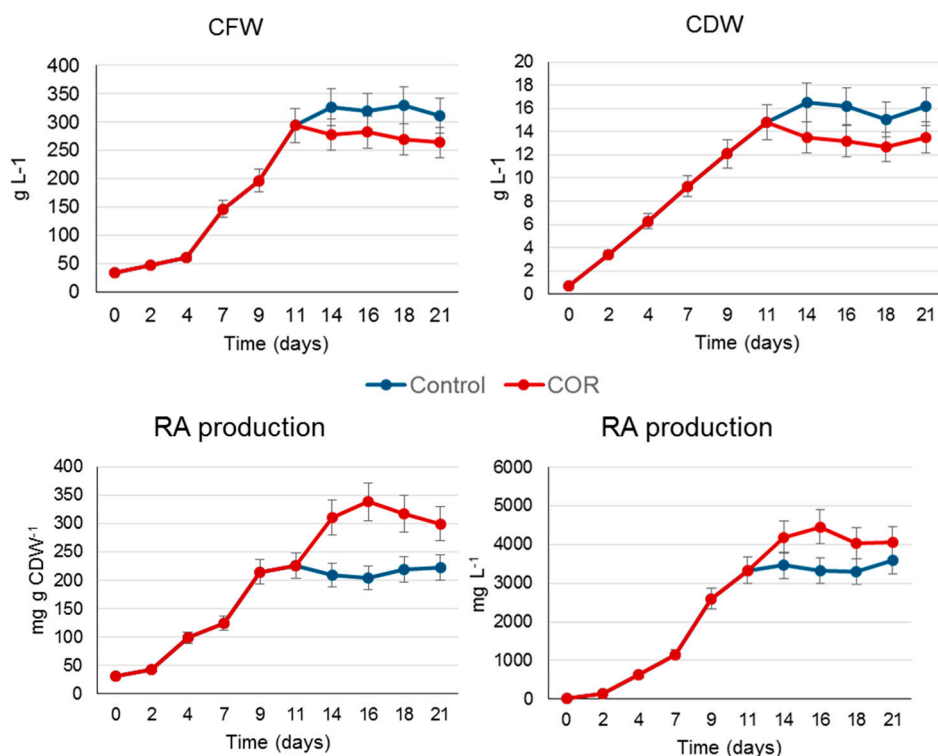 CFW
g L-1
400
350
300
250
200
150
100
50
0
0 2 4 7 9 11 14 16 18 21
Time (days)
CDW
g L-1
20
18
16
14
12
10
8
6
4
2
0
0 2 4 7 9 11 14 16 18 21
Time (days)
Control COR
RA production
mg g CDW⁻¹
400
350
300
250
200
150
100
50
0
0 2 4 7 9 11 14 16 18 21
Time (days)
RA production
mg L⁻¹
6000
5000
4000
3000
2000
1000
0
0 2 4 7 9 11 14 16 18 21
Time (days)